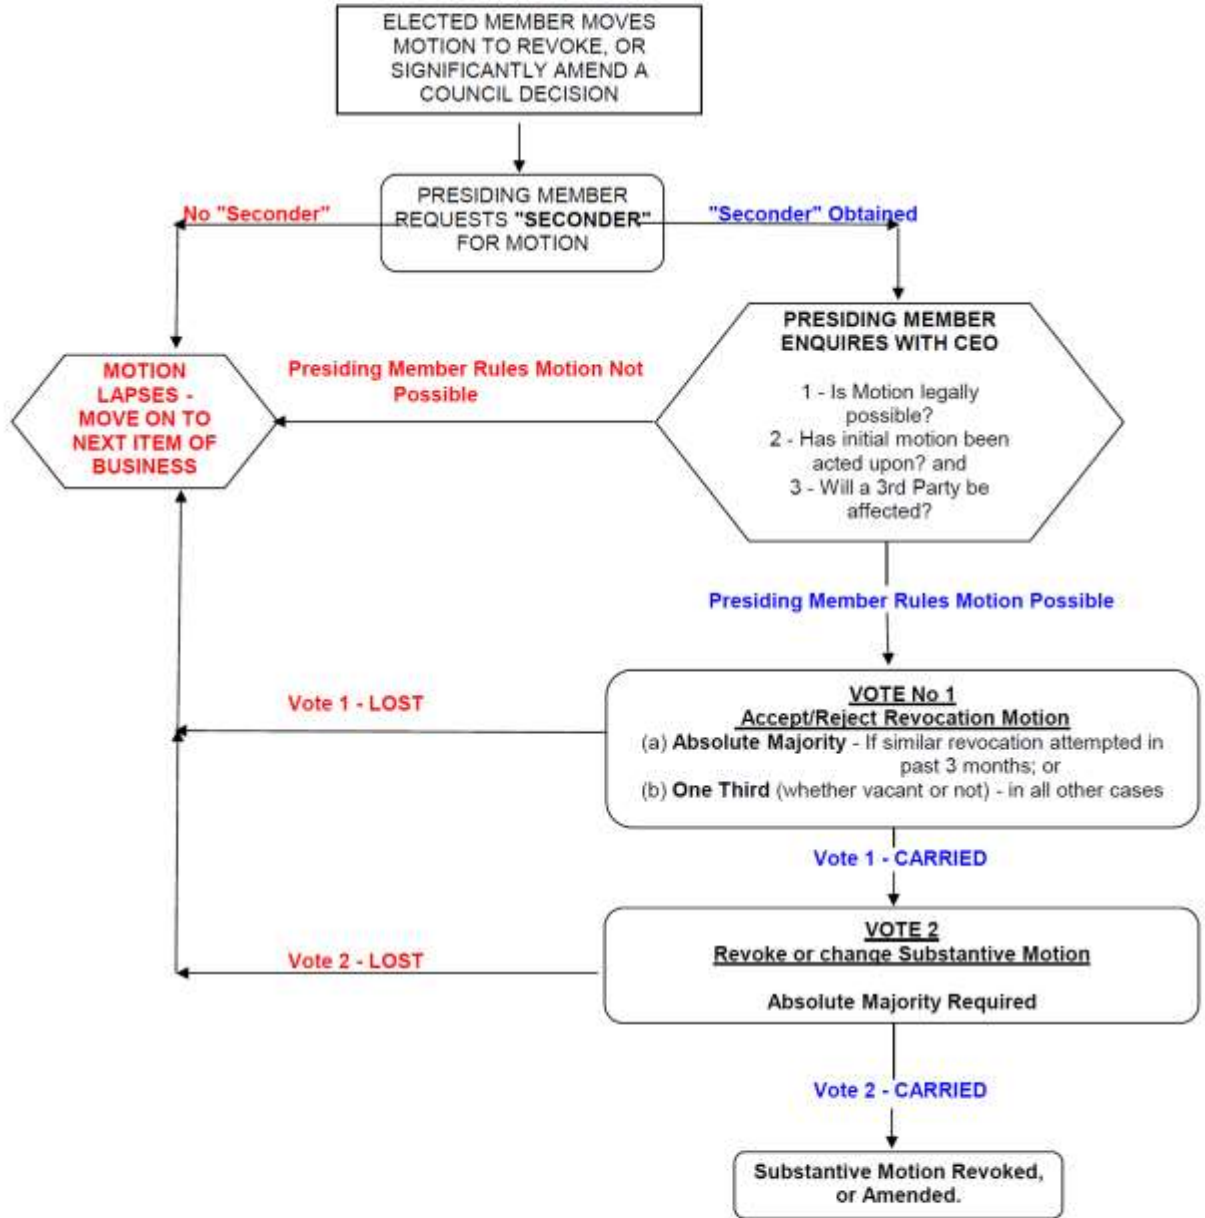 ELECTED MEMBER MOVES
MOTION TO REVOKE, OR
SIGNIFICANTLY AMEND A
COUNCIL DECISION
PRESIDING MEMBER
REQUESTS "SECONDER"
FOR MOTION
No "Seconder"
"Seconder" Obtained
PRESIDING MEMBER
ENQUIRES WITH CEO
1 - Is Motion legally
possible?
2 - Has initial motion been
acted upon? and
3 - Will a 3rd Party be
affected?
Presiding Member Rules Motion Not
Possible
MOTION
LAPSES -
MOVE ON TO
NEXT ITEM OF
BUSINESS
Presiding Member Rules Motion Possible
VOTE No 1
Accept/Reject Revocation Motion
(a) Absolute Majority - If similar revocation attempted in
past 3 months; or
(b) One Third (whether vacant or not) - in all other cases
Vote 1 - LOST
Vote 1 - CARRIED
VOTE 2
Revoke or change Substantive Motion
Absolute Majority Required
Vote 2 - LOST
Vote 2 - CARRIED
Substantive Motion Revoked,
or Amended.